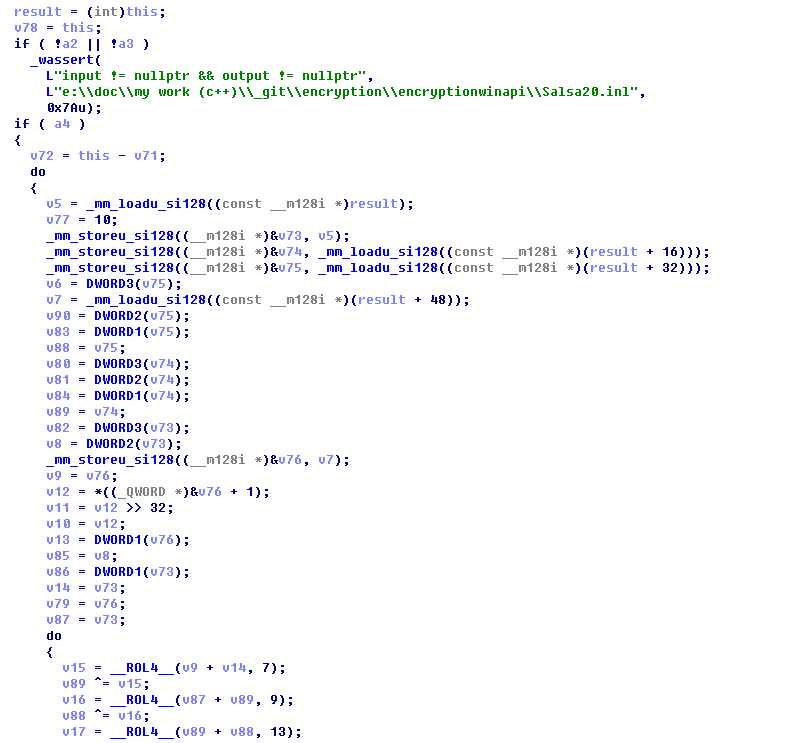 result = (int)this;
v78 = this;
if ( !a2 || !a3 )
_wassert(
L"input != nullptr && output != nullptr",
L"e:\\doc\\my work (c++)\\_git\\encryption\\encryptionwinapi\\Salsa20.inl",
0x7Au);
if ( a4 )
{
v72 = this - v71;
do
{
v5 = _mm_loadu_si128((const __m128i *)result);
v77 = 10;
_mm_storeu_si128((__m128i *)&v73, v5);
_mm_storeu_si128((__m128i *)&v74, _mm_loadu_si128((const __m128i *)(result + 16)));
_mm_storeu_si128((__m128i *)&v75, _mm_loadu_si128((const __m128i *)(result + 32)));
v6 = DWORD3(v75);
v7 = _mm_loadu_si128((const __m128i *)(result + 48));
v90 = DWORD2(v75);
v83 = DWORD1(v75);
v88 = v75;
v80 = DWORD3(v74);
v81 = DWORD2(v74);
v84 = DWORD1(v74);
v89 = v74;
v82 = DWORD3(v73);
v8 = DWORD2(v73);
_mm_storeu_si128((__m128i *)&v76, v7);
v9 = v76;
v12 = *((_QWORD *)&v76 + 1);
v11 = v12 >> 32;
v10 = v12;
v13 = DWORD1(v76);
v85 = v8;
v86 = DWORD1(v73);
v14 = v73;
v79 = v76;
v87 = v73;
do
{
v15 = __ROL4__(v9 + v14, 7);
v89 ^= v15;
v16 = __ROL4__(v87 + v89, 9);
v88 ^= v16;
v17 = __ROL4__(v89 + v88, 13);